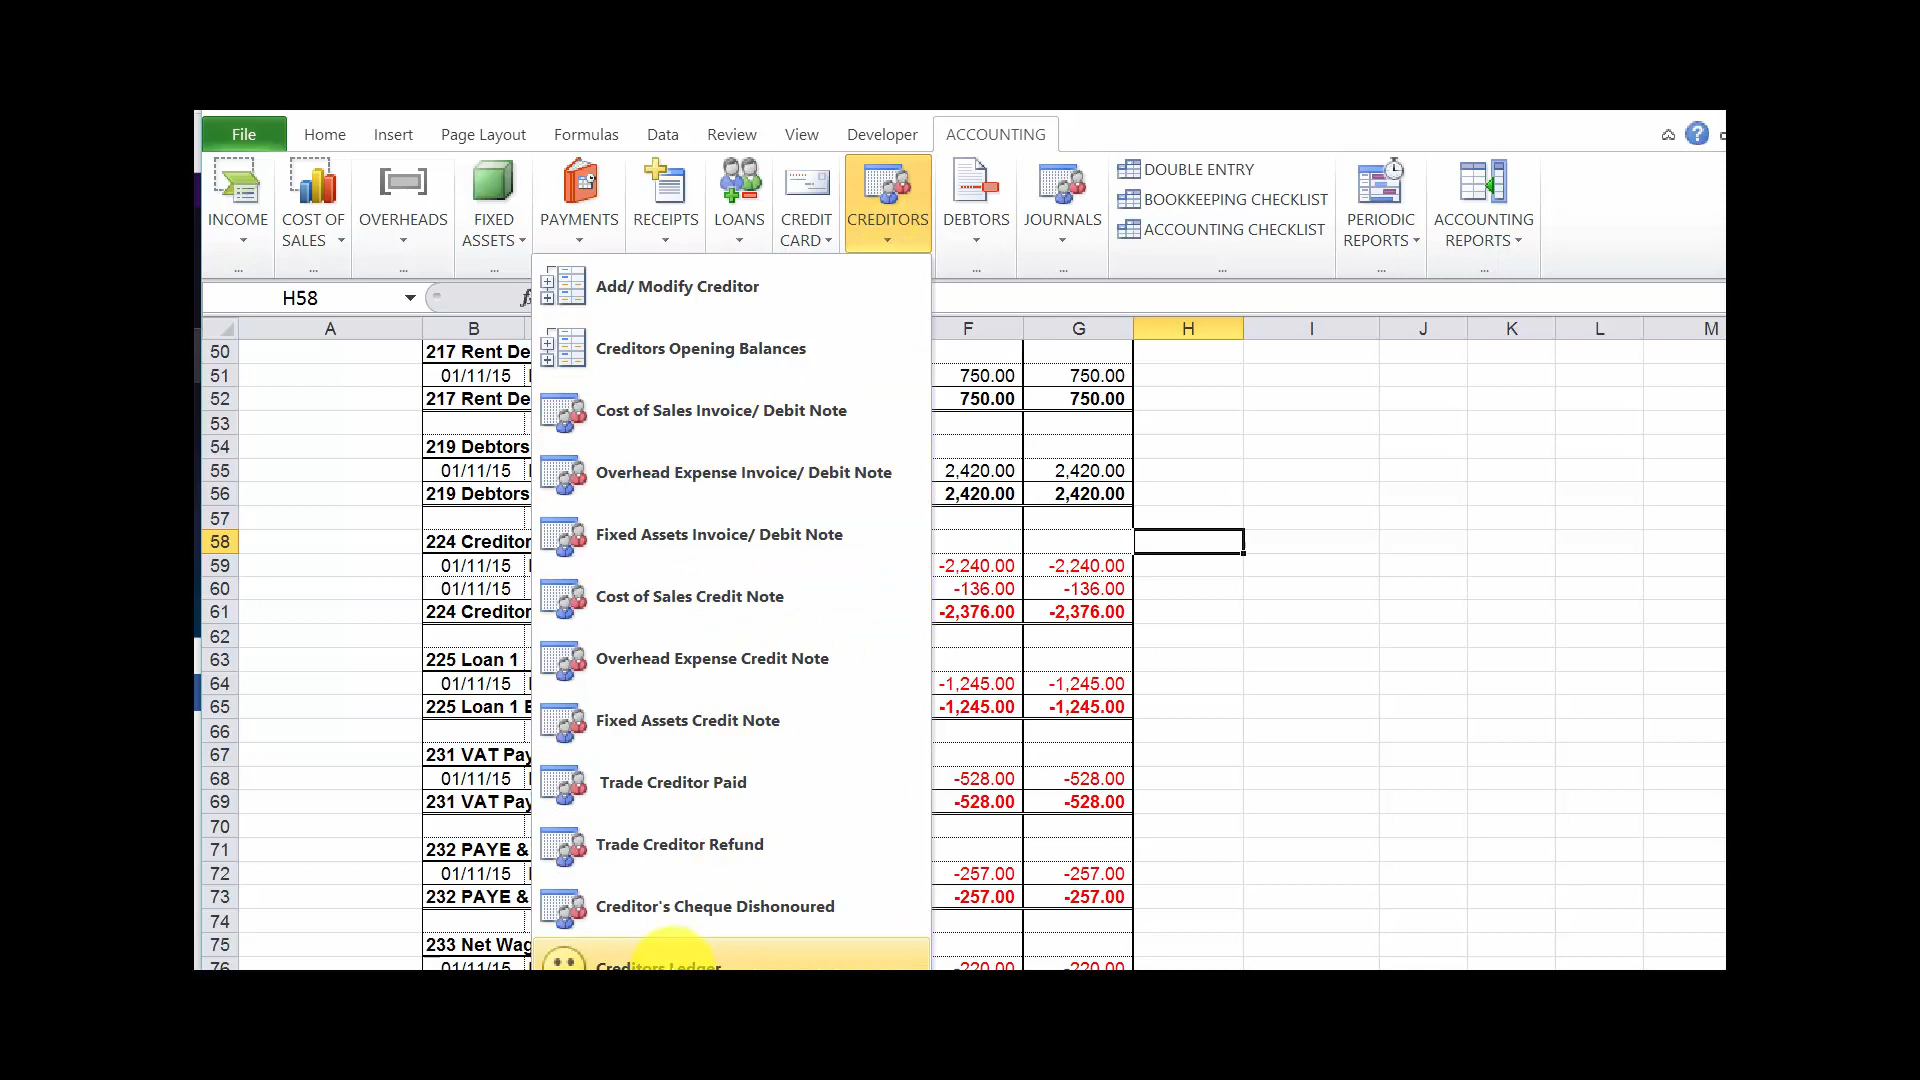 File Home Insert Page Layout Formulas Data Review View Developer ACCOUNTING
INCOME
COST OF SALES
OVERHEADS
FIXED ASSETS
PAYMENTS
RECEIPTS
LOANS
CREDIT CARD
CREDITORS
DEBTORS
JOURNALS
DOUBLE ENTRY
BOOKKEEPING CHECKLIST
ACCOUNTING CHECKLIST
PERIODIC REPORTS
ACCOUNTING REPORTS
H58
Add/ Modify Creditor
Creditors Opening Balances
Cost of Sales Invoice/ Debit Note
Overhead Expense Invoice/ Debit Note
Fixed Assets Invoice/ Debit Note
Cost of Sales Credit Note
Overhead Expense Credit Note
Fixed Assets Credit Note
Trade Creditor Paid
Trade Creditor Refund
Creditor's Cheque Dishonoured
Creditors Ledger
A B F G H I J K L M
50 217 Rent De
51 01/11/15 750.00 750.00
52 217 Rent De 750.00 750.00
53
54 219 Debtors
55 01/11/15 2,420.00 2,420.00
56 219 Debtors 2,420.00 2,420.00
57
58 224 Creditor
59 01/11/15 -2,240.00 -2,240.00
60 01/11/15 -136.00 -136.00
61 224 Creditor -2,376.00 -2,376.00
62
63 225 Loan 1
64 01/11/15 -1,245.00 -1,245.00
65 225 Loan 1 E -1,245.00 -1,245.00
66
67 231 VAT Pay
68 01/11/15 -528.00 -528.00
69 231 VAT Pay -528.00 -528.00
70
71 232 PAYE &
72 01/11/15 -257.00 -257.00
73 232 PAYE & -257.00 -257.00
74
75 233 Net Wag
76 01/11/15 -220.00 -220.00